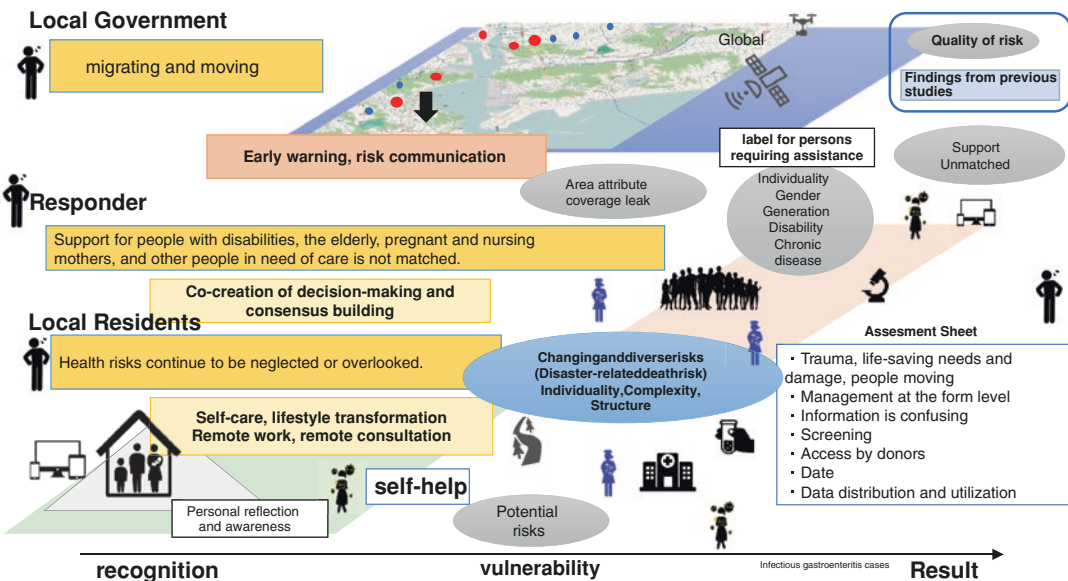 Local Government
migrating and moving
Global
Quality of risk
Findings from previous
studies
Early warning, risk communication
label for persons
requiring assistance
Support
Unmatched
Area attribute
coverage leak
Individuality
Gender
Generation
Disability
Chronic
disease
Responder
Support for people with disabilities, the elderly, pregnant and nursing
mothers, and other people in need of care is not matched.
Co-creation of decision-making and
consensus building
Local Residents
Health risks continue to be neglected or overlooked.
Changinganddiverserisks
(Disaster-relateddeathrisk)
Individuality,Complexity,
Structure
Assesment Sheet
・Trauma, life-saving needs and
damage, people moving
・Management at the form level
・Information is confusing
・Screening
・Access by donors
・Date
・Data distribution and utilization
Self-care, lifestyle transformation
Remote work, remote consultation
self-help
Personal reflection
and awareness
Potential
risks
recognition
vulnerability
Infectious gastroenteritis cases
Result